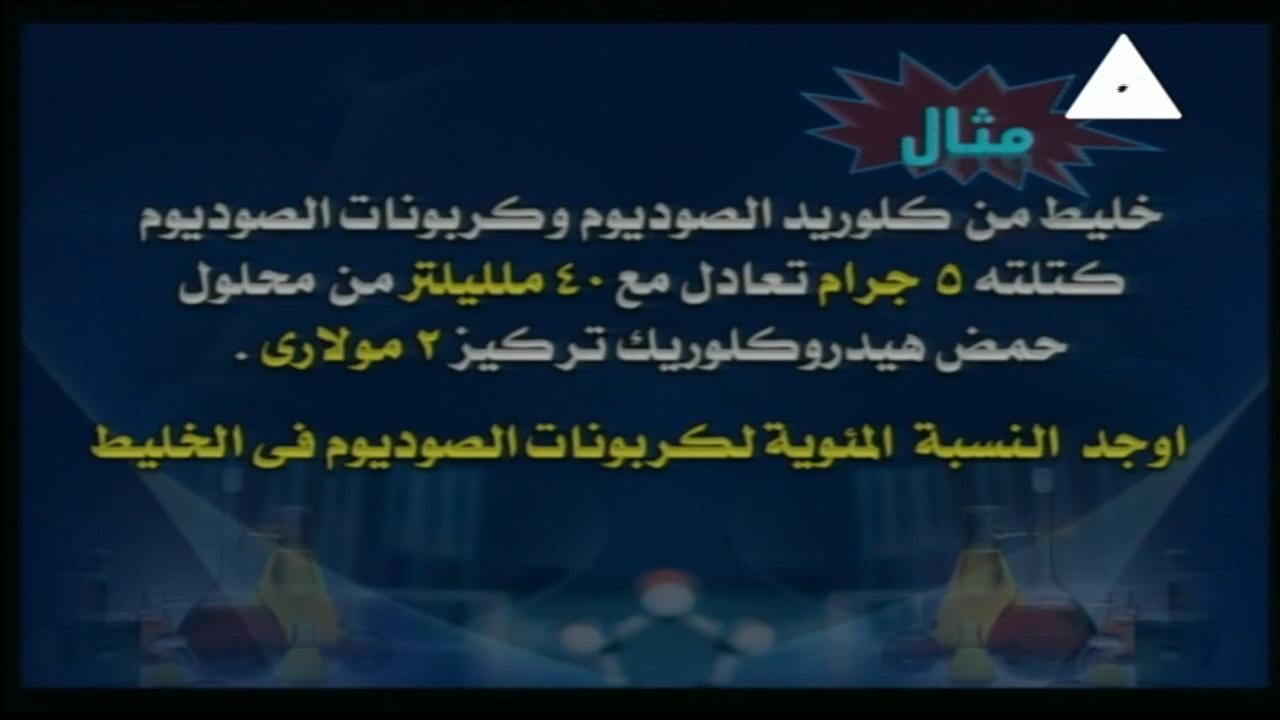 مثال
خليط من كلوريد الصوديوم وكربونات الصوديوم
كتلته ٥ جرام تعادل مع ٤٠ ملليلتر من محلول
حمض هيدروكلوريك تركيز ٢ مولارى .
اوجد النسبة المئوية لكربونات الصوديوم فى الخليط